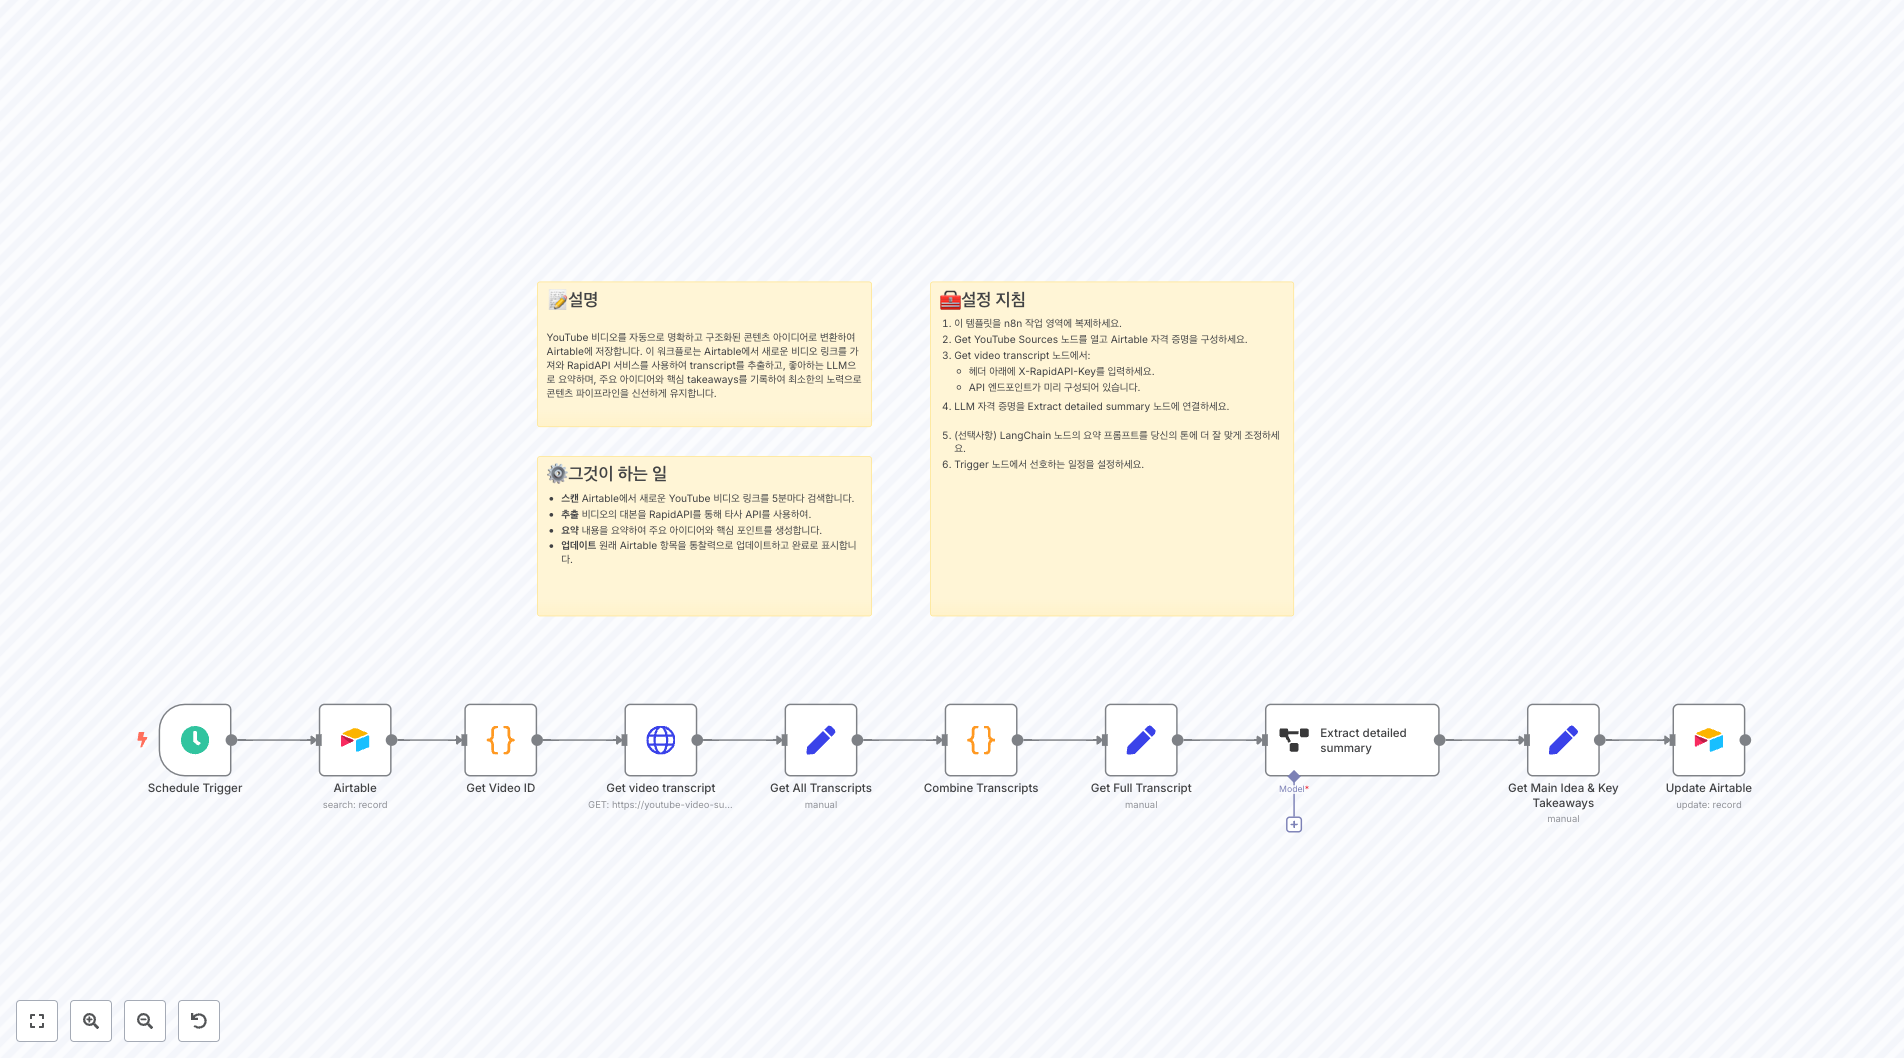 📝설명
YouTube 비디오를 자동으로 명확하고 구조화된 콘텐츠 아이디어로 변환하여
Airtable에 저장합니다. 이 워크플로는 Airtable에서 새로운 비디오 링크를 가
져와 RapidAPI 서비스를 사용하여 transcript를 추출하고, 좋아하는 LLM으
로 요약하며, 주요 아이디어와 핵심 takeaways를 기록하여 최소한의 노력으로
콘텐츠 파이프라인을 신선하게 유지합니다.
⚙️그것이 하는 일
• 스캔 Airtable에서 새로운 YouTube 비디오 링크를 5분마다 검색합니다.
• 추출 비디오의 대본을 RapidAPI를 통해 타사 API를 사용하여.
• 요약 내용을 요약하여 주요 아이디어와 핵심 포인트를 생성합니다.
• 업데이트 원래 Airtable 항목을 통찰력으로 업데이트하고 완료로 표시합니
다.
🧰설정 지침
1. 이 템플릿을 n8n 작업 영역에 복제하세요.
2. Get YouTube Sources 노드를 열고 Airtable 자격 증명을 구성하세요.
3. Get video transcript 노드에서:
헤더 아래에 X-RapidAPI-Key를 입력하세요.
API 엔드포인트가 미리 구성되어 있습니다.
4. LLM 자격 증명을 Extract detailed summary 노드에 연결하세요.
5. (선택사항) LangChain 노드의 요약 프롬프트를 당신의 톤에 더 잘 맞게 조정하세
요.
6. Trigger 노드에서 선호하는 일정을 설정하세요.
Schedule Trigger
Airtable
search: record
Get Video ID
Get video transcript
GET: https://youtube-video-su...
Get All Transcripts
manual
Combine Transcripts
Get Full Transcript
manual
Extract detailed
summary
Model*
Get Main Idea & Key
Takeaways
manual
Update Airtable
update: record